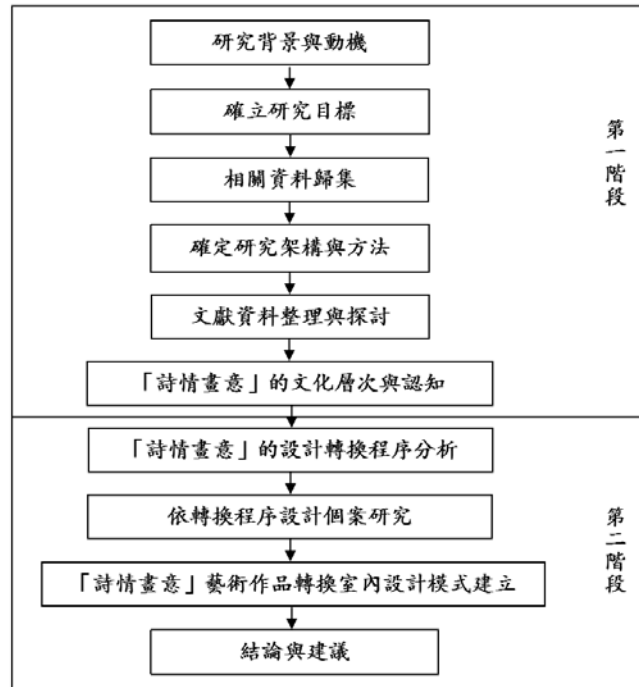 研究背景與動機
確立研究目標
相關資料歸集
確定研究架構與方法
文獻資料整理與探討
「詩情畫意」的文化層次與認知
第一階段
「詩情畫意」的設計轉換程序分析
依轉換程序設計個案研究
「詩情畫意」藝術作品轉換室內設計模式建立
結論與建議
第二階段